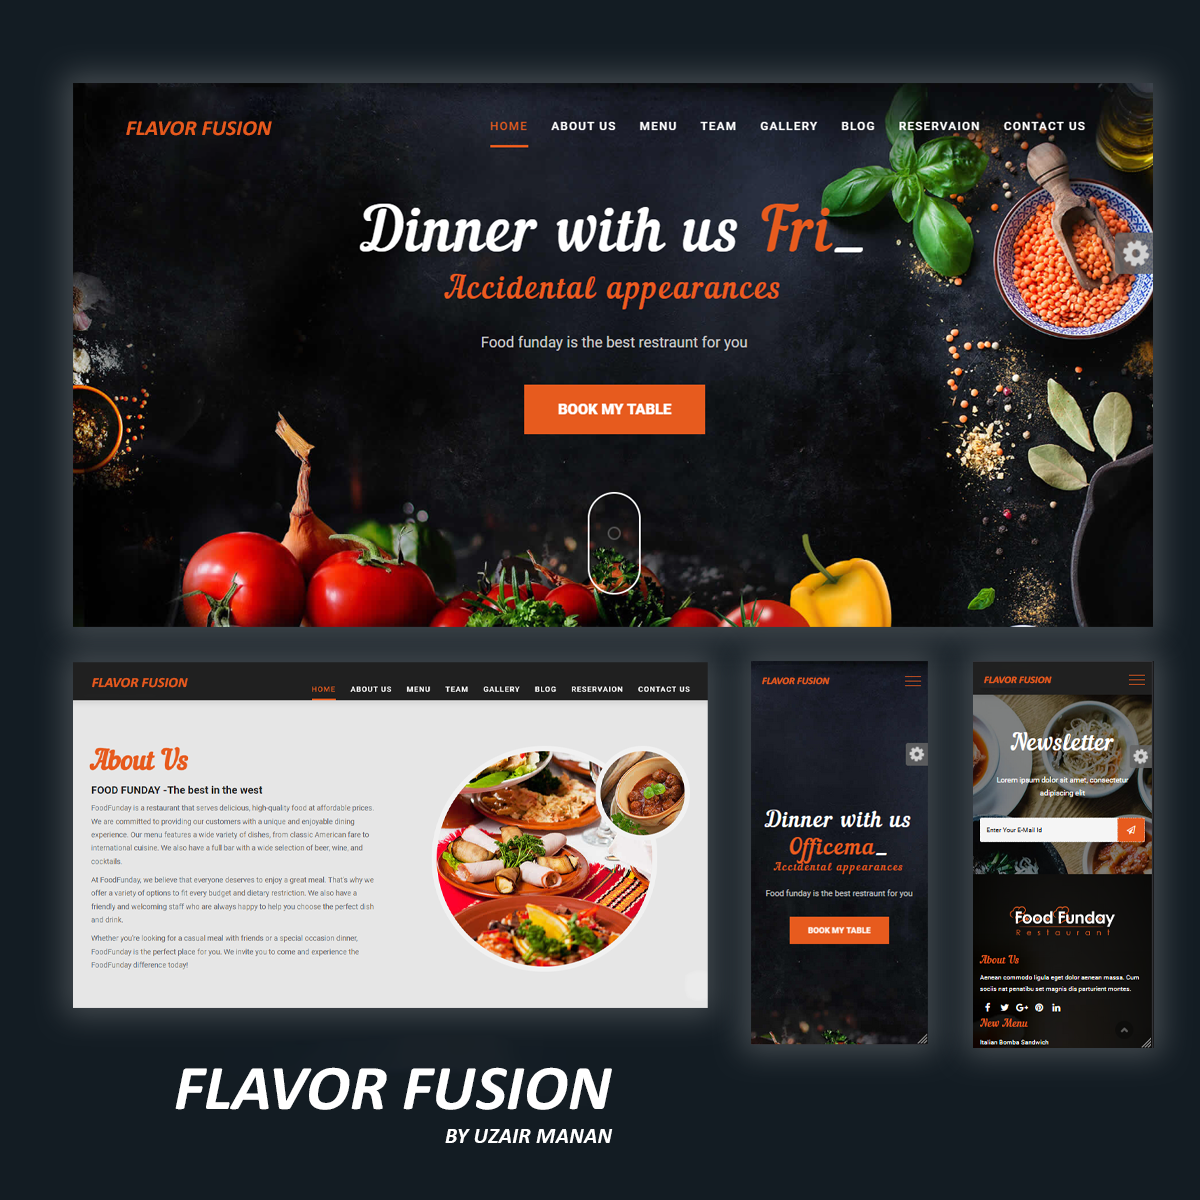 FLAVOR FUSION
HOME ABOUT US MENU TEAM GALLERY BLOG RESERVAION CONTACT US
Dinner with us Fri_
Accidental appearances
Food funday is the best restraunt for you
BOOK MY TABLE
FLAVOR FUSION
HOME ABOUT US MENU TEAM GALLERY BLOG RESERVAION CONTACT US
About Us
FOOD FUNDAY -The best in the west
FoodFunday is a restaurant that serves delicious, high-quality food at affordable prices.
We are committed to providing our customers with a unique and enjoyable dining
experience. Our menu features a wide variety of dishes, from classic American fare to
international cuisine. We also have a full bar with a wide selection of beer, wine, and
cocktails.
At FoodFunday, we believe that everyone deserves to enjoy a great meal. That's why we
offer a variety of options to fit every budget and dietary restriction. We also have a
friendly and welcoming staff who are always happy to help you choose the perfect dish
and drink.
Whether you're looking for a casual meal with friends or a special occasion dinner,
FoodFunday is the perfect place for you. We invite you to come and experience the
FoodFunday difference today!
FLAVOR FUSION
Dinner with us
Officema_
Accidental appearances
Food funday is the best restraunt for you
BOOK MY TABLE
FLAVOR FUSION
Newsletter
Lorem ipsum dolor sit amet, consectetur
adipiscing elit
Enter Your E-Mail Id
Food Funday
Restaurant
About Us
Aenean commodo ligula eget dolor aenean massa. Cum
sociis nat penatibu set magnis dis parturient montes.
f G+ in
New Menu
Italian Bomba Sandwich
FLAVOR FUSION
BY UZAIR MANAN